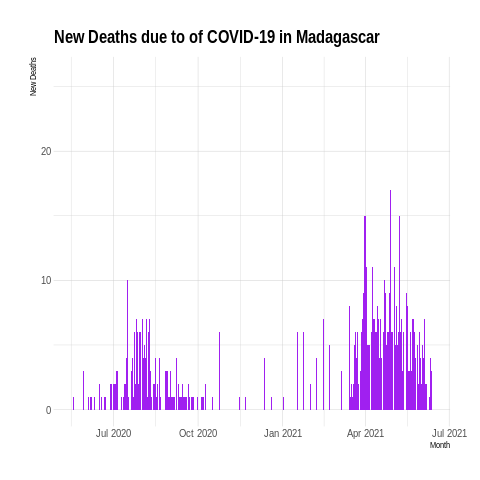 New Deaths due to of COVID-19 in Madagascar
New Deaths
20
10
0
Jul 2020
Oct 2020
Jan 2021
Apr 2021
Jul 2021
Month